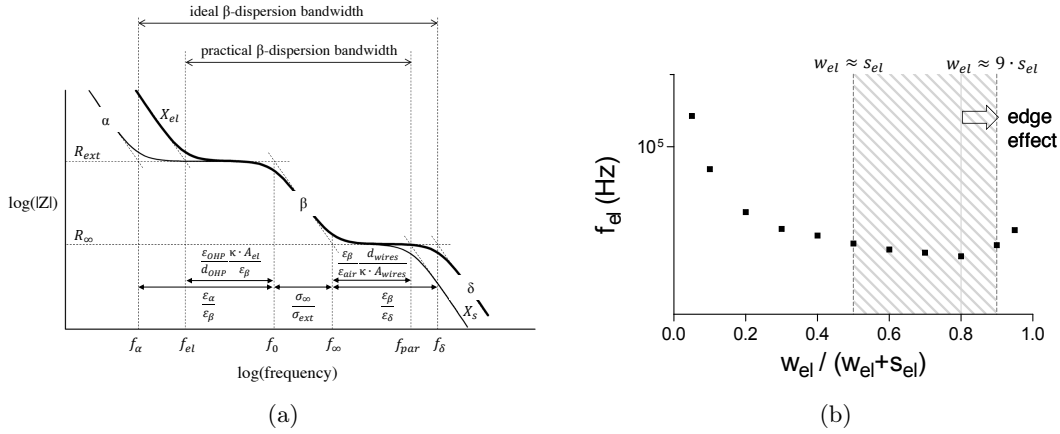 ideal β-dispersion bandwidth
practical β-dispersion bandwidth
α
X_el
R_ext
log(|Z|)
β
R_∞
ε_OHP κ · A_el
d_OHP ε_β
ε_β d_wires
ε_air κ · A_wires
δ
ε_α
ε_β
σ_∞
σ_ext
ε_β
ε_δ
X_s
f_α f_el f_0 f_∞ f_par f_δ
log(frequency)
(a)
w_el ≈ s_el w_el ≈ 9 · s_el
edge
effect
10^5
f_el (Hz)
0.0 0.2 0.4 0.6 0.8 1.0
w_el / (w_el+s_el)
(b)